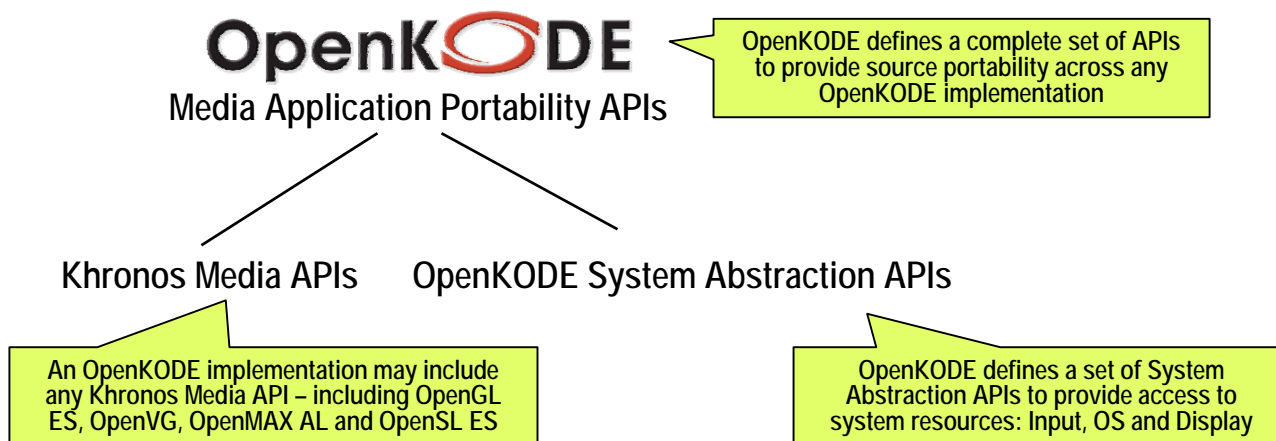 OpenKODE
OpenKODE defines a complete set of APIs
to provide source portability across any
OpenKODE implementation
Media Application Portability APIs
Khronos Media APIs
OpenKODE System Abstraction APIs
An OpenKODE implementation may include
any Khronos Media API – including OpenGL
ES, OpenVG, OpenMAX AL and OpenSL ES
OpenKODE defines a set of System
Abstraction APIs to provide access to
system resources: Input, OS and Display